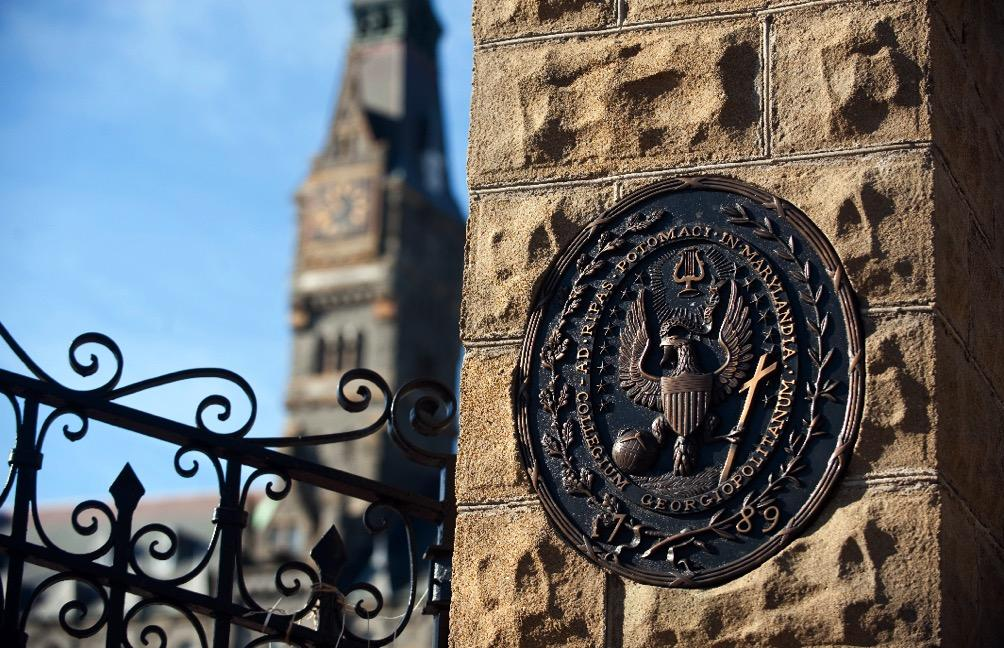 ·AD·RIPAS·POTOMACI·IN·MARYLANDIA·
COLLEGIUM GEORGIOPOLITANUM
17 89